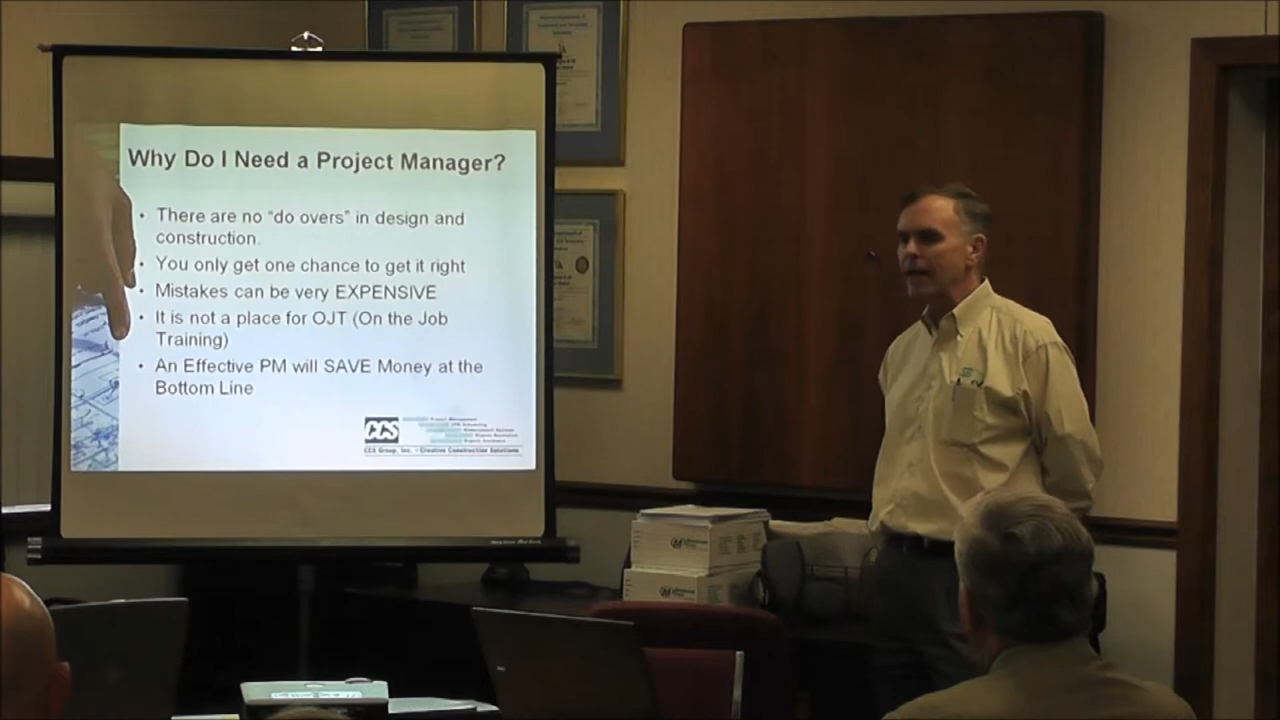 Why Do I Need a Project Manager?
• There are no “do overs” in design and
construction.
• You only get one chance to get it right
• Mistakes can be very EXPENSIVE
• It is not a place for OJT (On the Job
Training)
• An Effective PM will SAVE Money at the
Bottom Line
CCS
Project Management
CCS Group, Inc. - Creative Construction Solutions